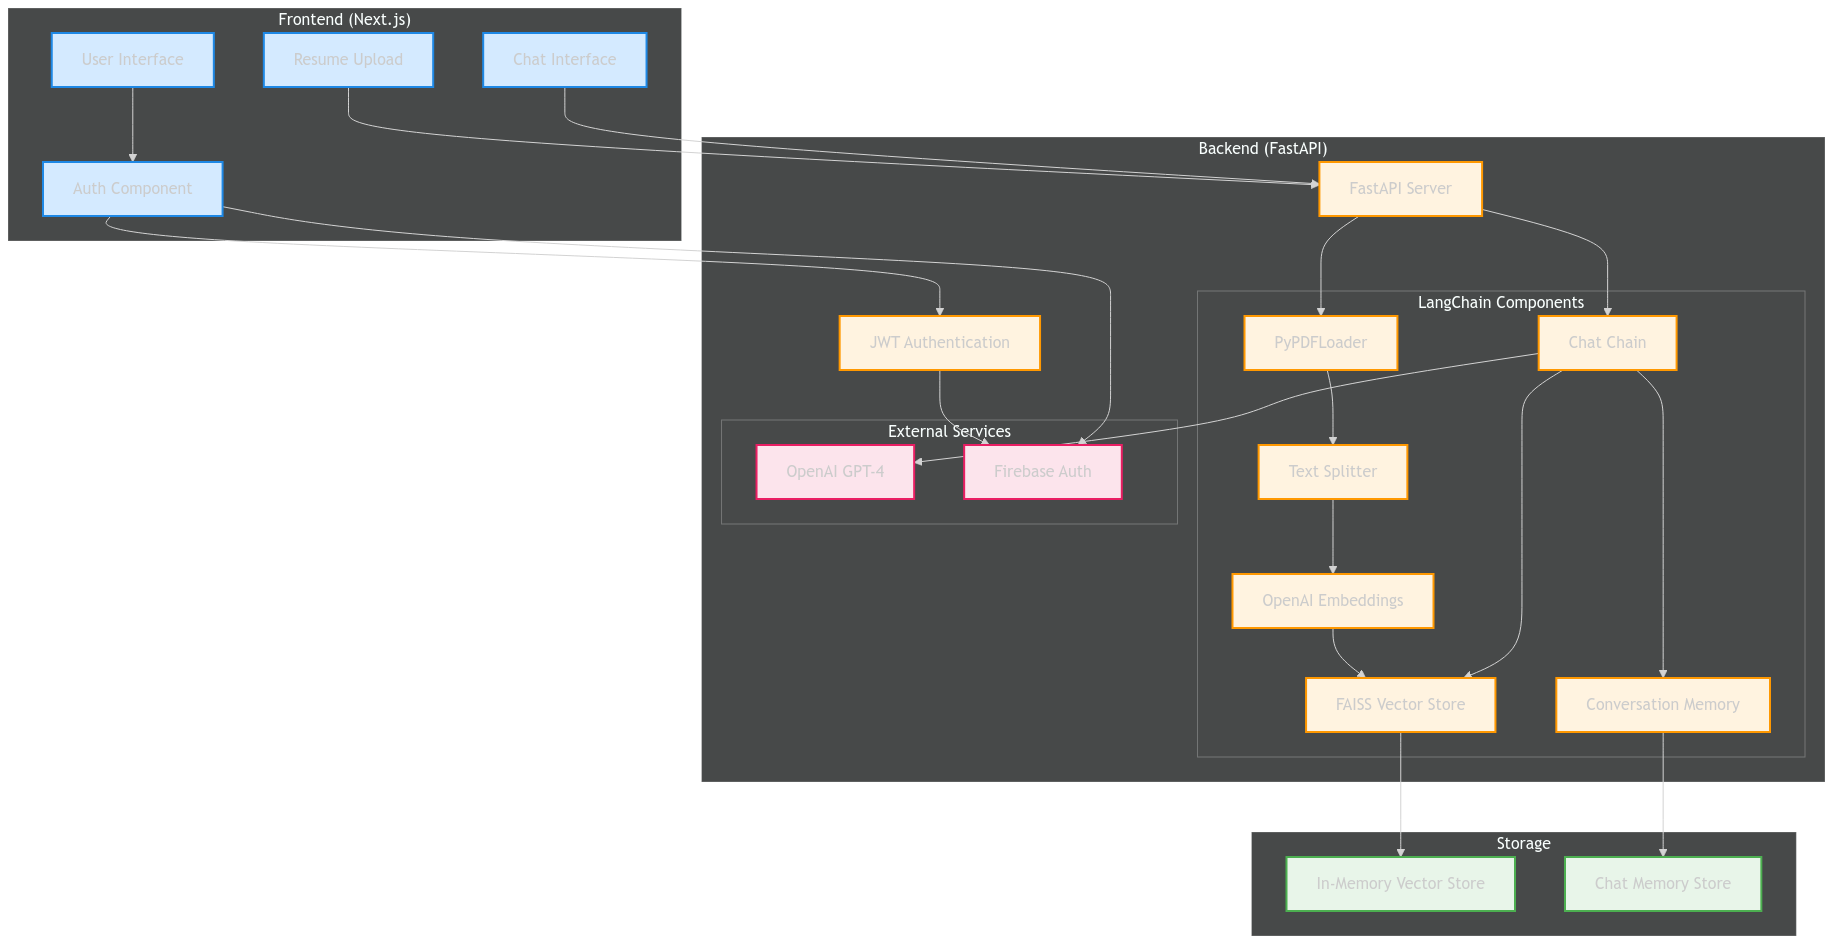 Frontend (Next.js)
User Interface
Resume Upload
Chat Interface
Auth Component
Backend (FastAPI)
FastAPI Server
LangChain Components
JWT Authentication
PyPDFLoader
Chat Chain
External Services
OpenAI GPT-4
Firebase Auth
Text Splitter
OpenAI Embeddings
FAISS Vector Store
Conversation Memory
Storage
In-Memory Vector Store
Chat Memory Store